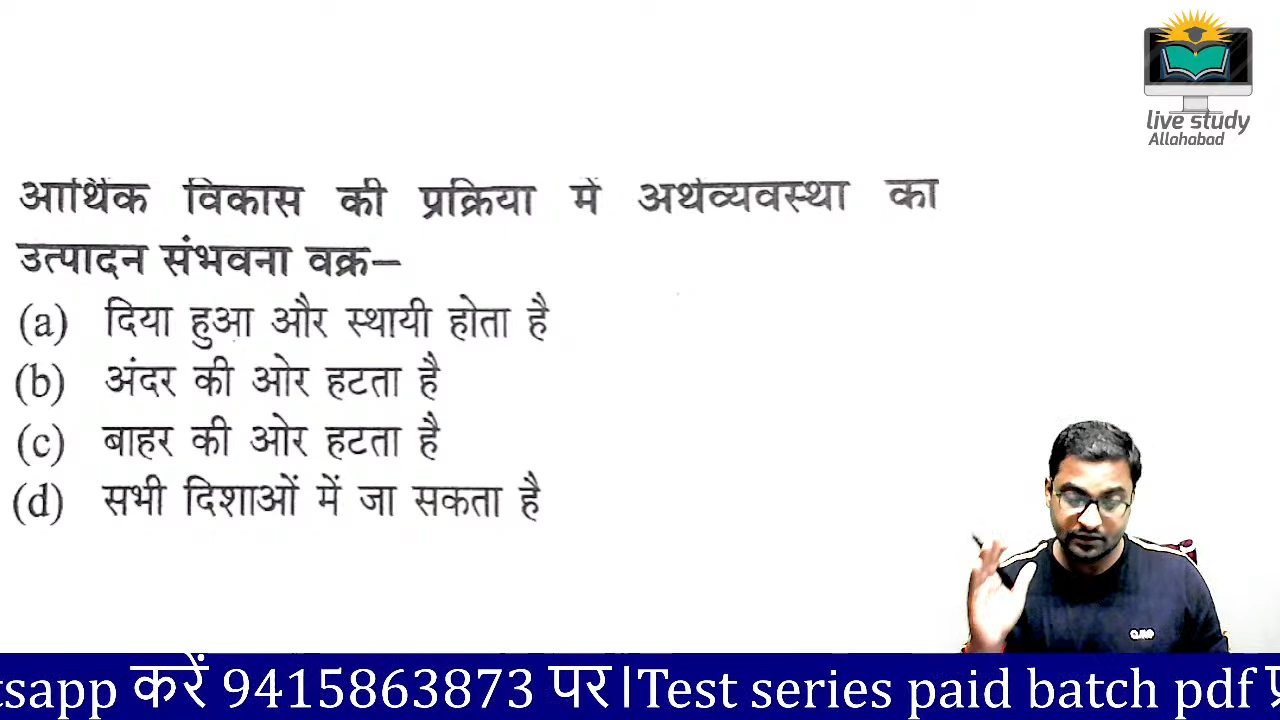 live study
Allahabad
आर्थिक विकास की प्रक्रिया में अर्थव्यवस्था का
उत्पादन संभवना वक्र–
(a) दिया हुआ और स्थायी होता है
(b) अंदर की ओर हटता है
(c) बाहर की ओर हटता है
(d) सभी दिशाओं में जा सकता है
tsapp करें 9415863873 पर।Test series paid batch pdf